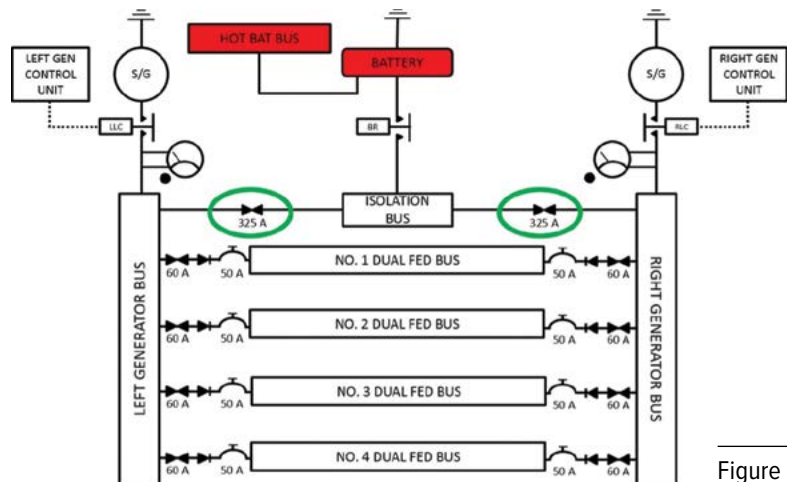 LEFT GEN
CONTROL
UNIT
S/G
HOT BAT BUS
BATTERY
S/G
RIGHT GEN
CONTROL
UNIT
LLC
BR
RLC
325 A
ISOLATION
BUS
325 A
LEFT GENERATOR BUS
RIGHT GENERATOR BUS
60 A
50 A
NO. 1 DUAL FED BUS
50 A
60 A
60 A
50 A
NO. 2 DUAL FED BUS
50 A
60 A
60 A
50 A
NO. 3 DUAL FED BUS
50 A
60 A
60 A
50 A
NO. 4 DUAL FED BUS
50 A
60 A
Figure